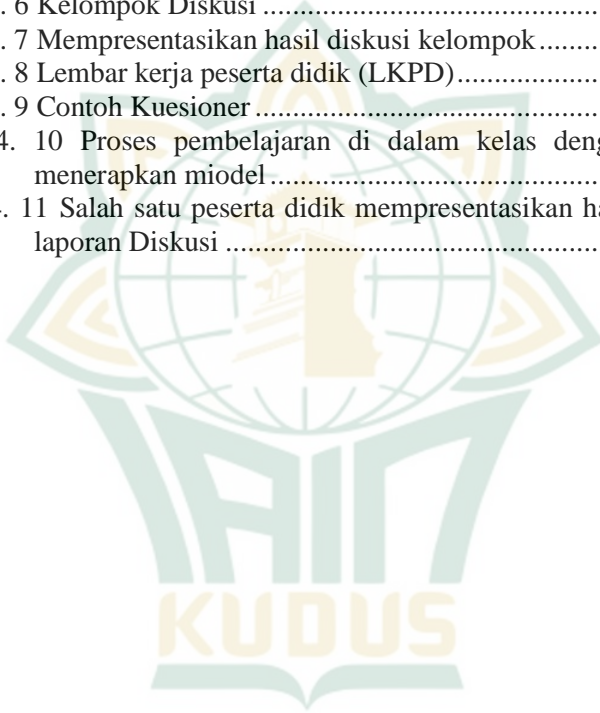 . 6 Kelompok Diskusi ..........................................
. 7 Mempresentasikan hasil diskusi kelompok ........
. 8 Lembar kerja peserta didik (LKPD)...................
. 9 Contoh Kuesioner ............................................
4. 10 Proses pembelajaran di dalam kelas deng
menerapkan miodel ..........................................
. 11 Salah satu peserta didik mempresentasikan ha
laporan Diskusi ................................................
IAIN
KUDUS